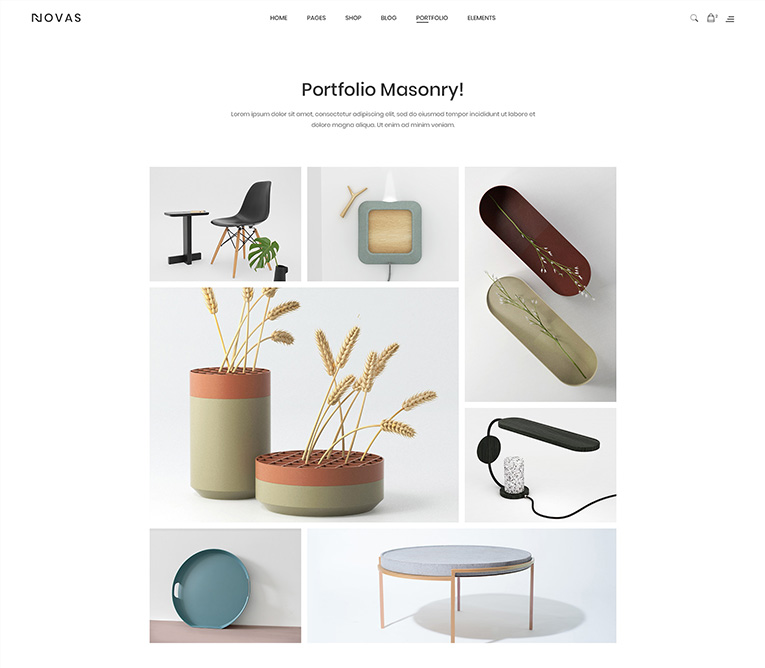 NOVAS
HOME PAGES SHOP BLOG PORTFOLIO ELEMENTS
Portfolio Masonry!
Lorem ipsum dolor sit amet, consectetur adipiscing elit, sed do eiusmod tempor incididunt ut labore et
dolore magna aliqua. Ut enim ad minim veniam.